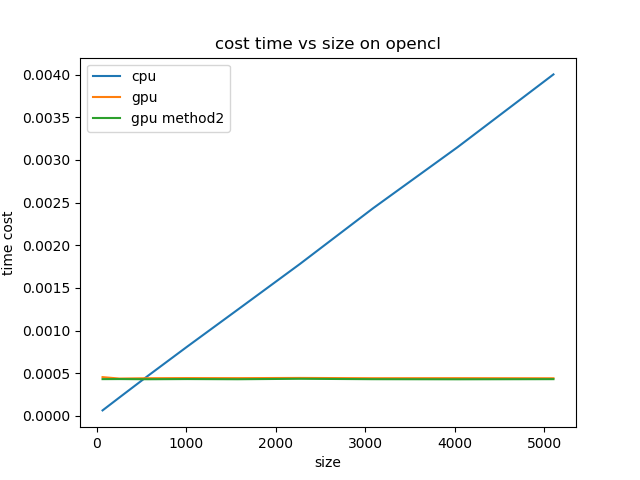 cost time vs size on opencl
cpu
gpu
gpu method2
0.0040
0.0035
0.0030
0.0025
0.0020
0.0015
0.0010
0.0005
0.0000
time cost
0 1000 2000 3000 4000 5000
size